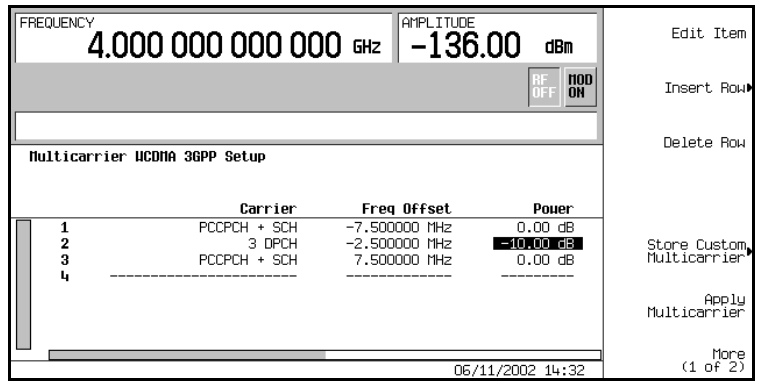 FREQUENCY
4.000 000 000 000 GHz
AMPLITUDE
-136.00 dBm
RF OFF
MOD ON
Multicarrier WCDMA 3GPP Setup
Carrier Freq Offset Power
1 PCCPCH + SCH -7.500000 MHz 0.00 dB
2 3 DPCH -2.500000 MHz -10.00 dB
3 PCCPCH + SCH 7.500000 MHz 0.00 dB
4 ---------------------- ------------- ---------
06/11/2002 14:32
Edit Item
Insert Row
Delete Row
Store Custom
Multicarrier
Apply
Multicarrier
More
(1 of 2)